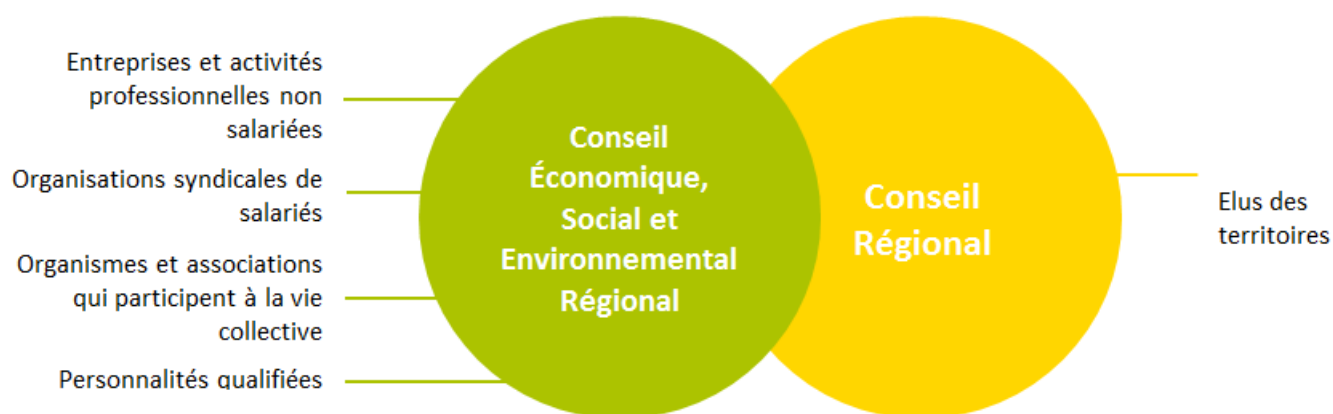 Entreprises et activités
professionnelles non
salariées
Organisations syndicales de
salariés
Organismes et associations
qui participent à la vie
collective
Personnalités qualifiées
Conseil
Économique,
Social et
Environnemental
Régional
Conseil
Régional
Elus des
territoires